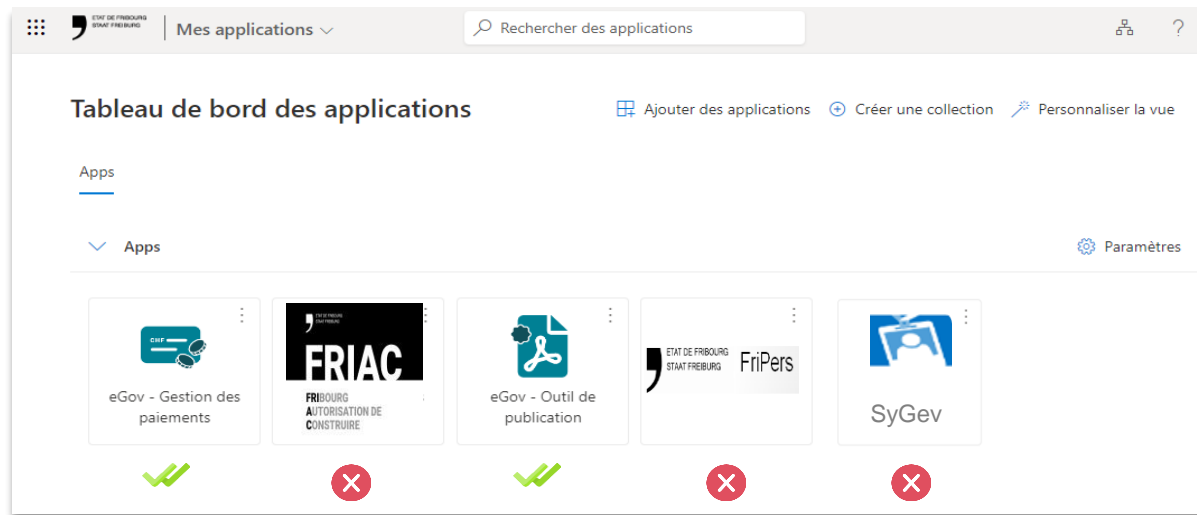 ETAT DE FRIBOURG
STAAT FREIBURG
Mes applications
Rechercher des applications
?
Tableau de bord des applications
Ajouter des applications
Créer une collection
Personnaliser la vue
Apps
Apps
Paramètres
CHF
eGov - Gestion des
paiements
ETAT DE FRIBOURG
STAAT FREIBURG
FRIAC
FRIBOURG
AUTORISATION DE
CONSTRUIRE
eGov - Outil de
publication
ETAT DE FRIBOURG
STAAT FREIBURG
FriPers
SyGev